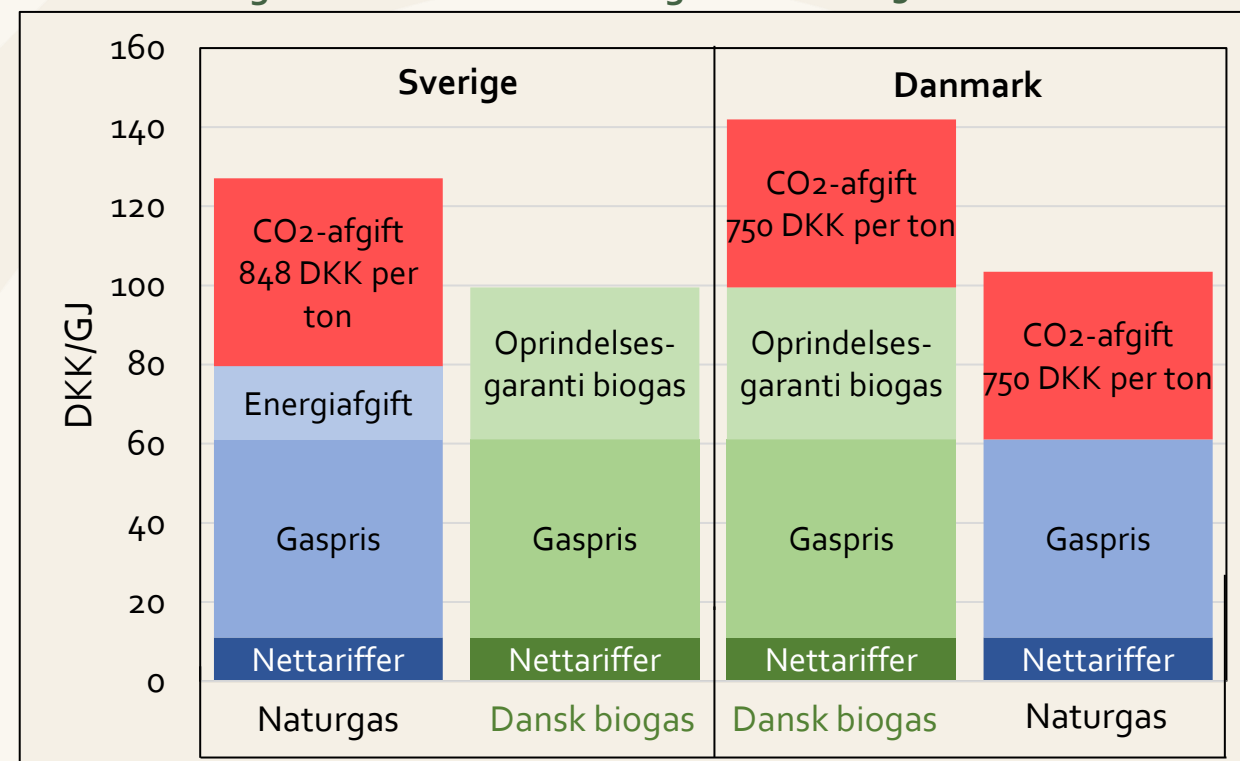 160
140
120
100
80
60
40
20
0
DKK/GJ
Sverige
Danmark
CO2-afgift
848 DKK per
ton
Energiafgift
Gaspris
Nettariffer
Oprindelses-
garanti biogas
Gaspris
Nettariffer
CO2-afgift
750 DKK per ton
Oprindelses-
garanti biogas
Gaspris
Nettariffer
CO2-afgift
750 DKK per ton
Gaspris
Nettariffer
Naturgas
Dansk biogas
Dansk biogas
Naturgas